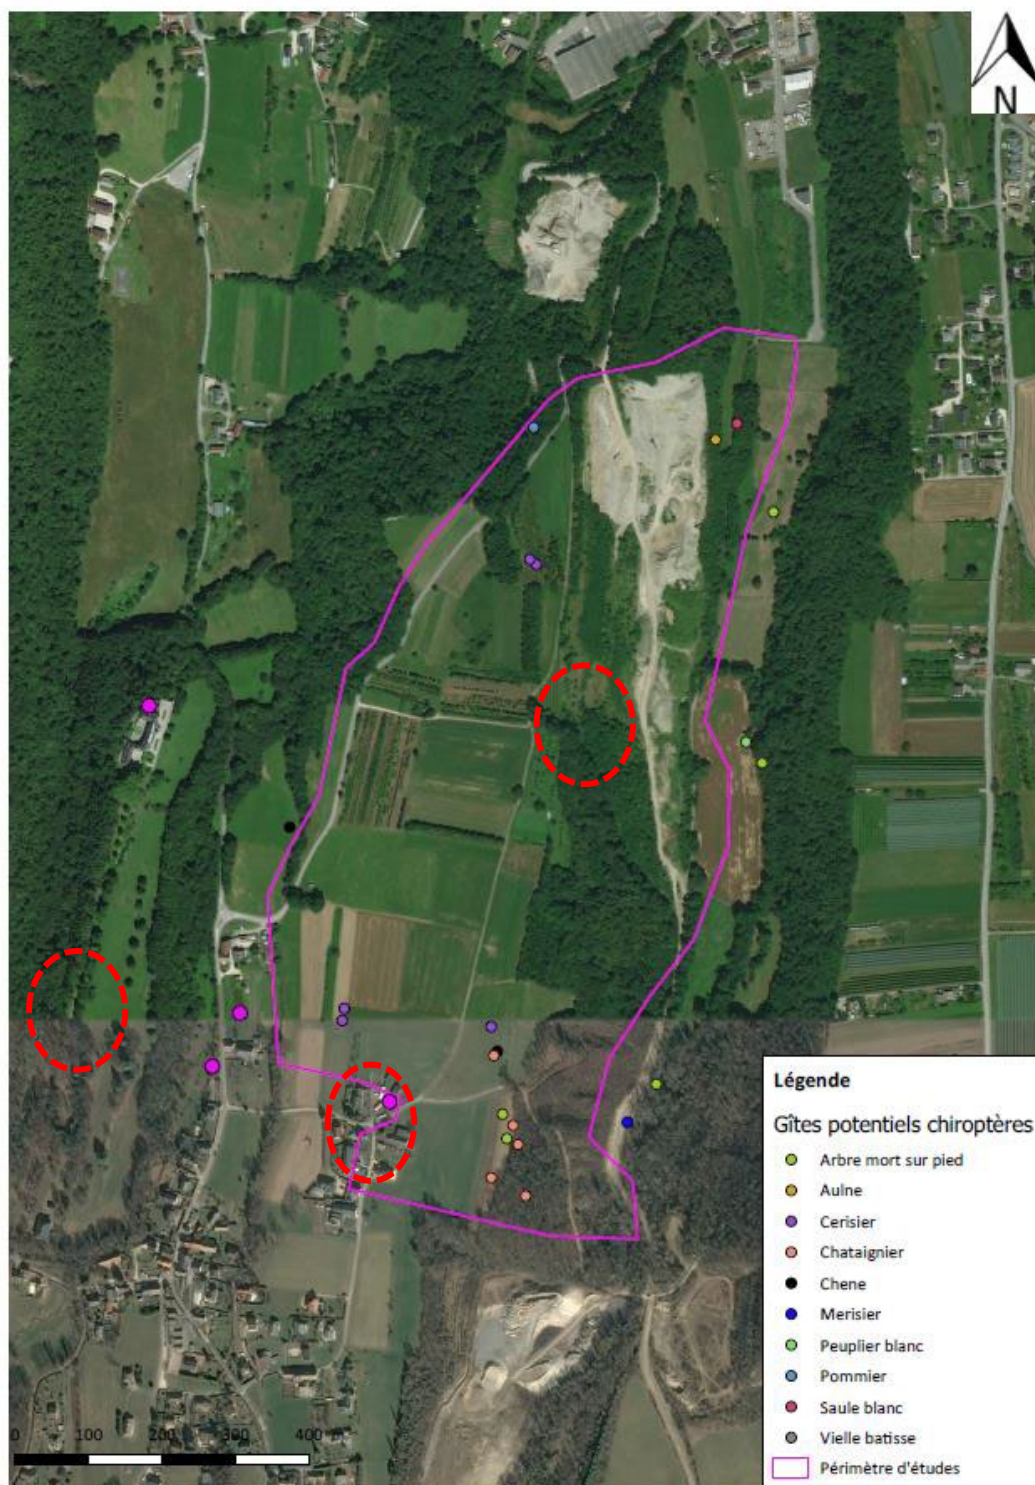 N
Légende
Gîtes potentiels chiroptères
Arbre mort sur pied
Aulne
Cerisier
Chataignier
Chene
Merisier
Peuplier blanc
Pommier
Saule blanc
Vielle batisse
Périmètre d'études
0 100 200 300 400 m